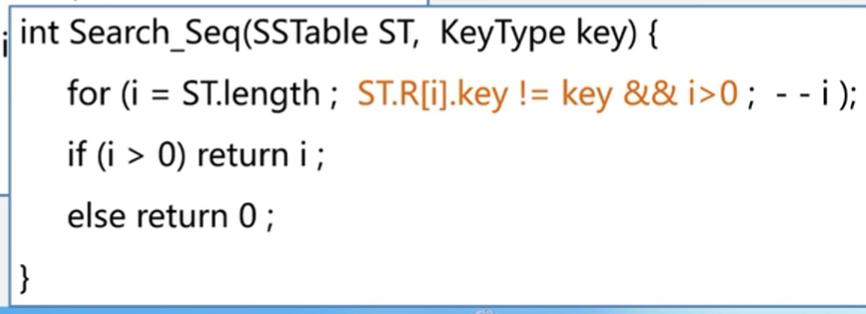 int Search_Seq(SSTable ST, KeyType key) {
for (i = ST.length ; ST.R[i].key != key && i>0 ; - - i );
if (i > 0) return i ;
else return 0 ;
}